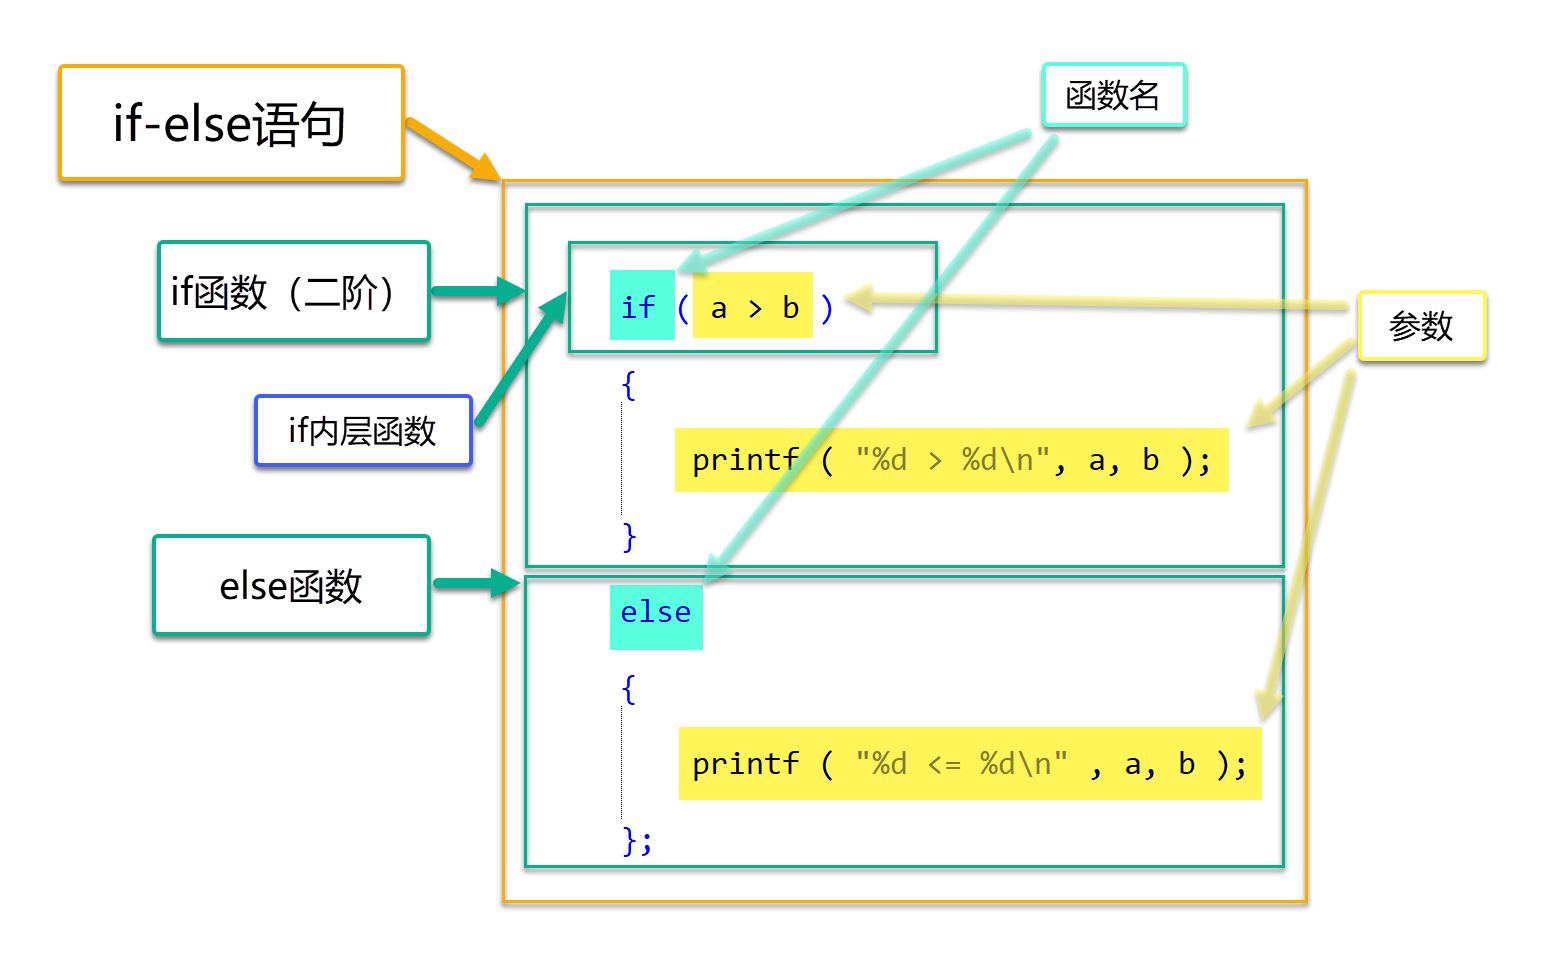 if-else语句
函数名
if函数（二阶）
if ( a > b )
参数
{
if内层函数
printf ( "%d > %d\n", a, b );
}
else函数
else
{
printf ( "%d <= %d\n" , a, b );
};